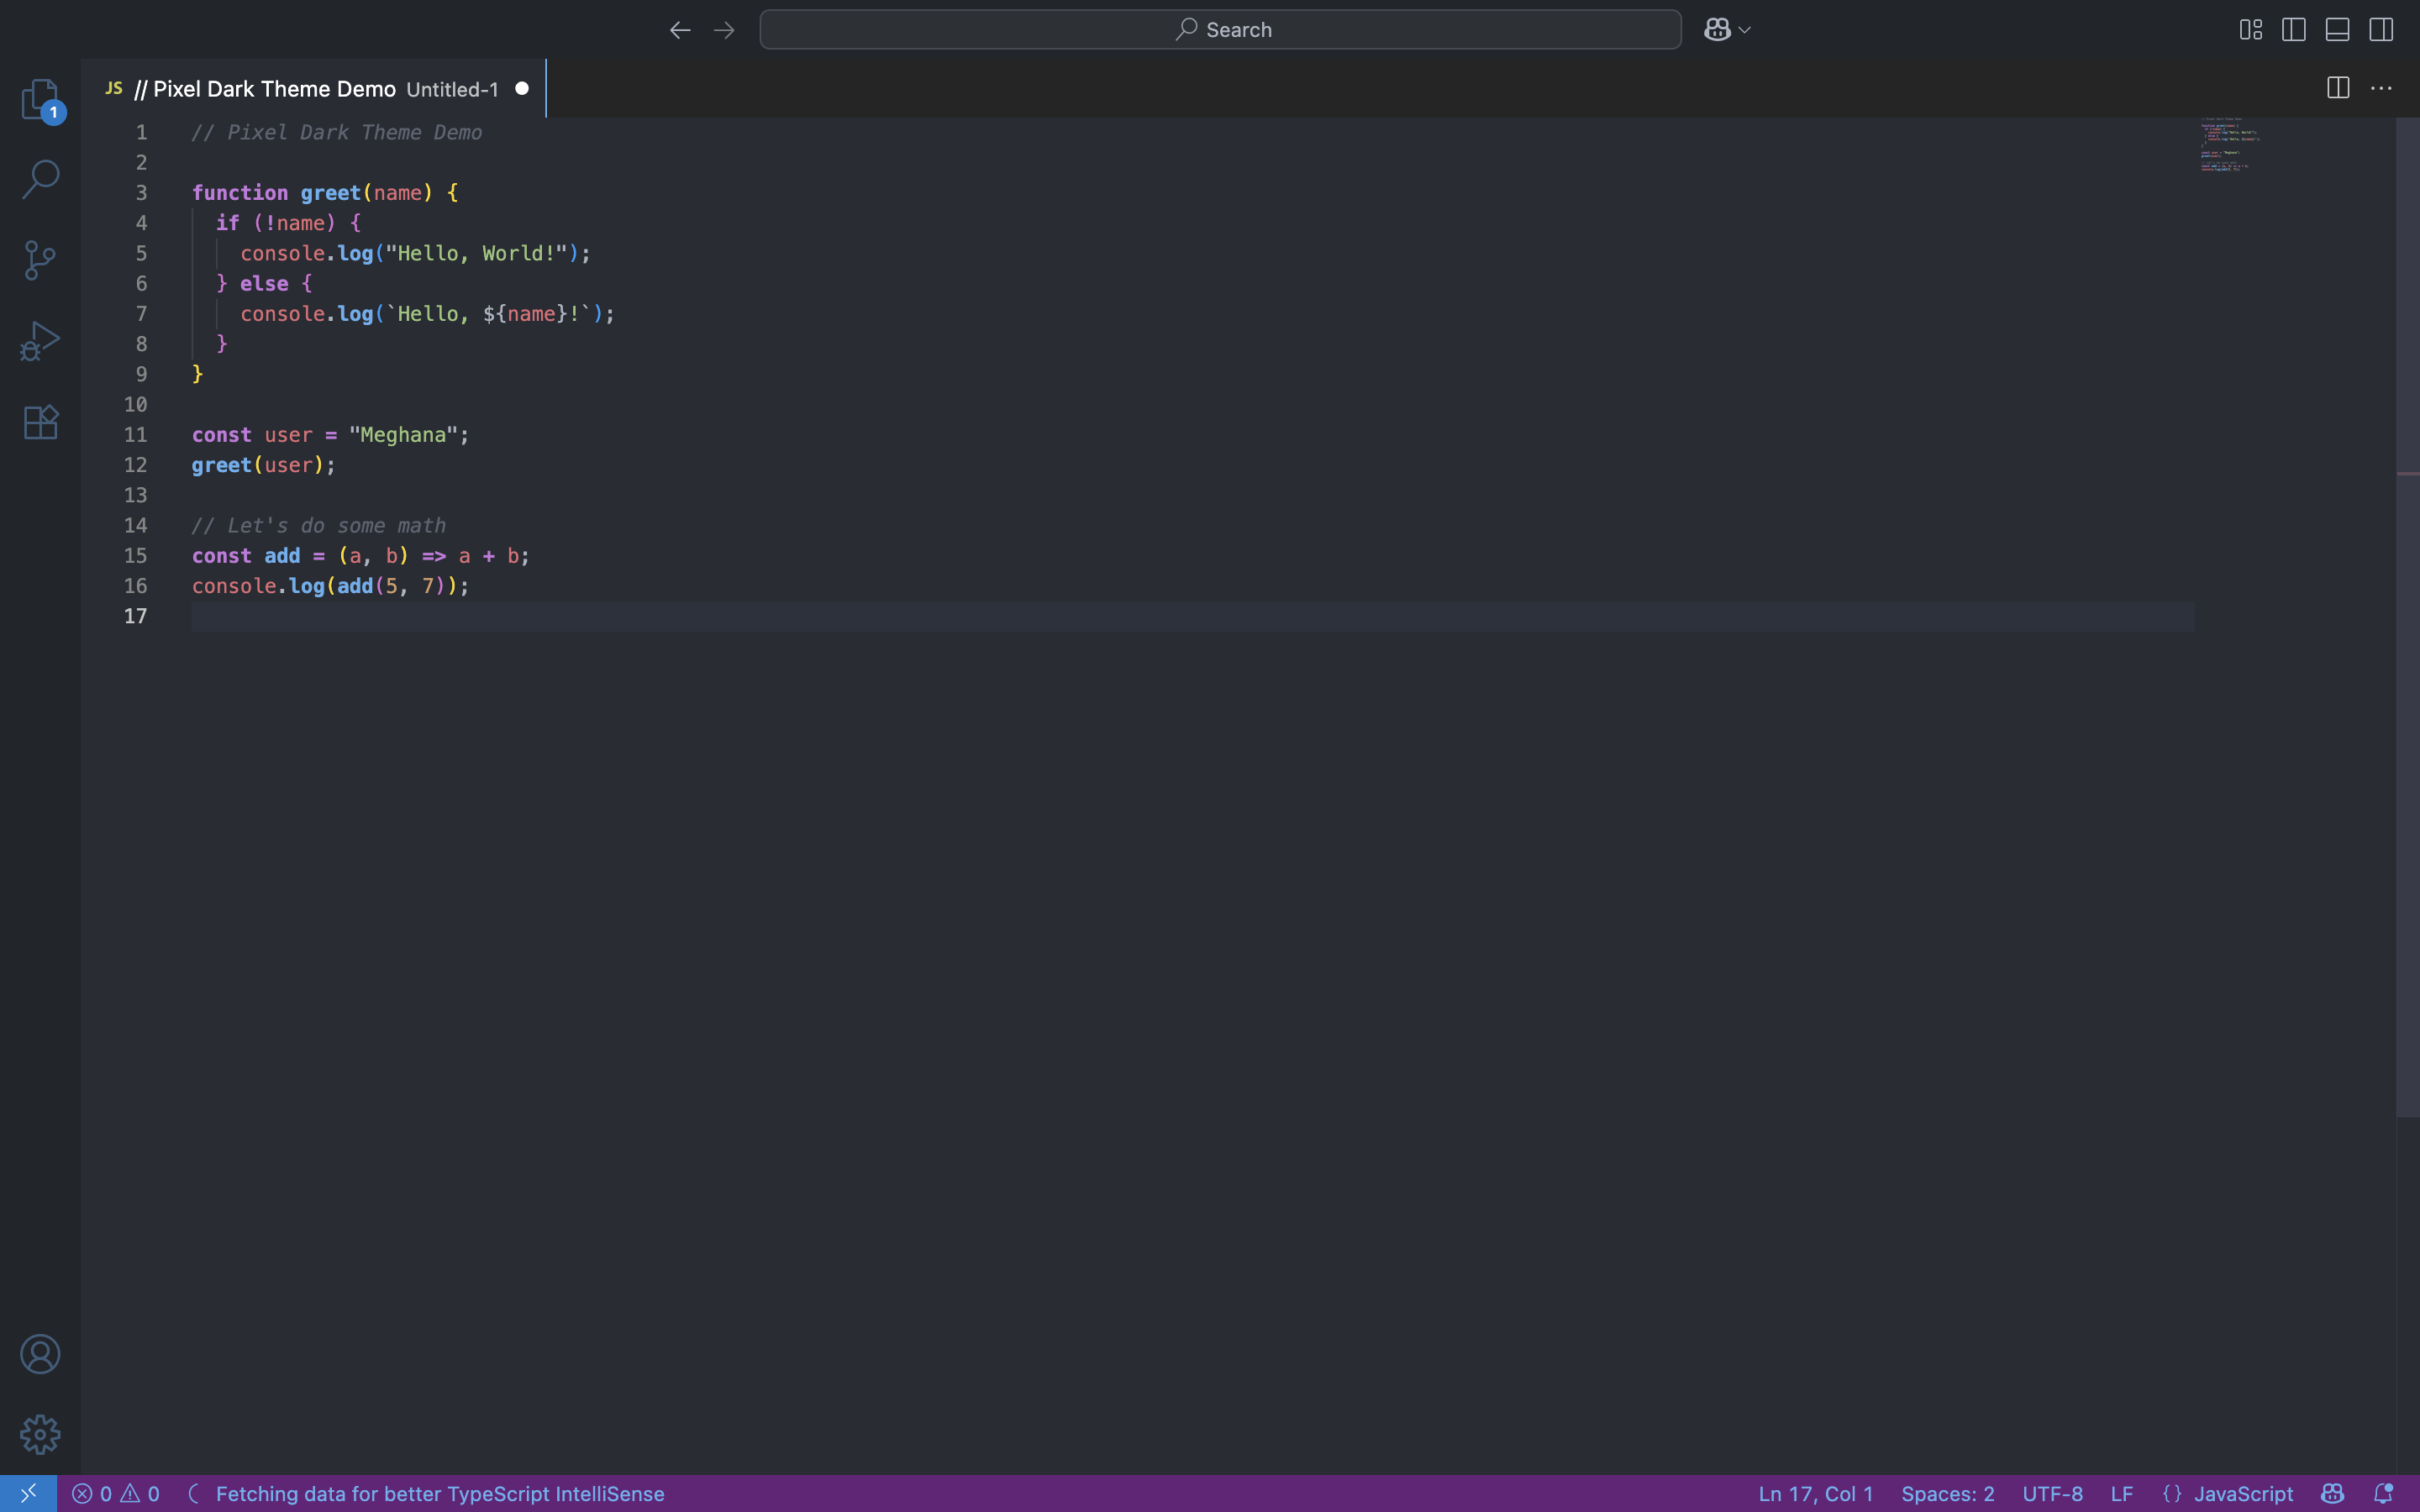 Search
1
JS // Pixel Dark Theme Demo Untitled-1
1 // Pixel Dark Theme Demo
2
3 function greet(name) {
4   if (!name) {
5     console.log("Hello, World!");
6   } else {
7     console.log(`Hello, ${name}!`);
8   }
9 }
10
11 const user = "Meghana";
12 greet(user);
13
14 // Let's do some math
15 const add = (a, b) => a + b;
16 console.log(add(5, 7));
17
0 0 Fetching data for better TypeScript IntelliSense Ln 17, Col 1 Spaces: 2 UTF-8 LF {} JavaScript